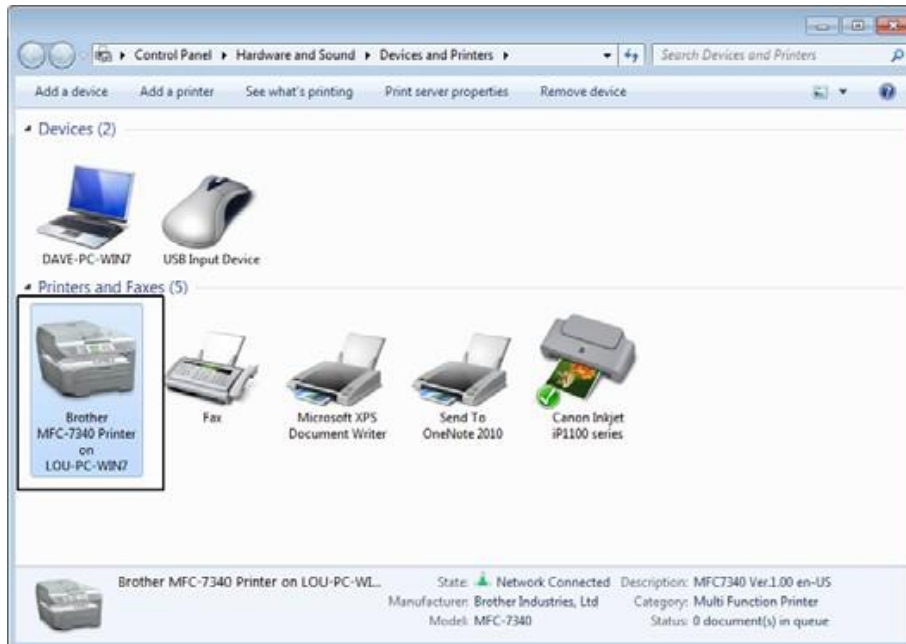 Control Panel ▸ Hardware and Sound ▸ Devices and Printers ▸
Search Devices and Printers
Add a device Add a printer See what's printing Print server properties Remove device
Devices (2)
DAVE-PC-WIN7
USB Input Device
Printers and Faxes (5)
Brother
MFC-7340 Printer
on
LOU-PC-WIN7
Fax
Microsoft XPS
Document Writer
Send To
OneNote 2010
Canon Inkjet
iP1100 series
Brother MFC-7340 Printer on LOU-PC-WI... State: Network Connected Description: MFC7340 Ver.1.00 en-US
Manufacturer: Brother Industries, Ltd Category: Multi Function Printer
Model: MFC-7340 Status: 0 document(s) in queue